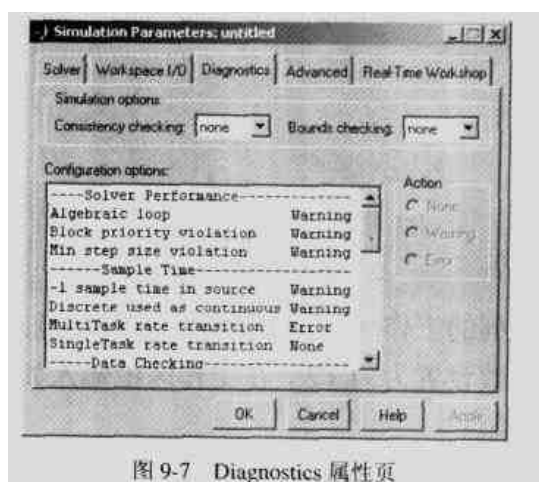 Simulation Parameters: untitled
Solver Workspace I/O Diagnostics Advanced Real-Time Workshop
Simulation options
Consistency checking: none Bounds checking: none
Configuration options:
Action
----Solver Performance----
Algebraic loop Warning
Block priority violation Warning
Min step size violation Warning
------Sample Time------
-1 sample time in source Warning
Discrete used as continuous Warning
MultiTask rate transition Error
SingleTask rate transition None
-----Data Checking-----
None
Warning
Error
OK Cancel Help Apply
图 9-7 Diagnostics 属性页